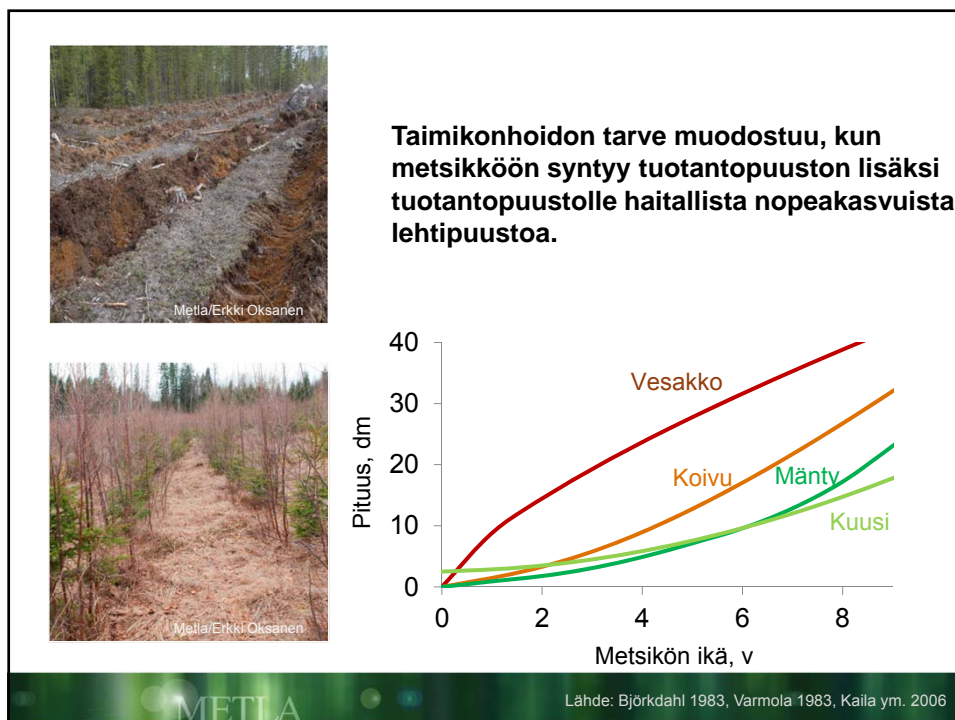 Metla/Erkki Oksanen
Taimikonhoidon tarve muodostuu, kun
metsikköön syntyy tuotantopuuston lisäksi
tuotantopuustolle haitallista nopeakasvuista
lehtipuustoa.
Metla/Erkki Oksanen
40
30
20
10
0
Pituus, dm
Vesakko
Koivu
Mänty
Kuusi
0 2 4 6 8
Metsikön ikä, v
METLA
Lähde: Björkdahl 1983, Varmola 1983, Kaila ym. 2006